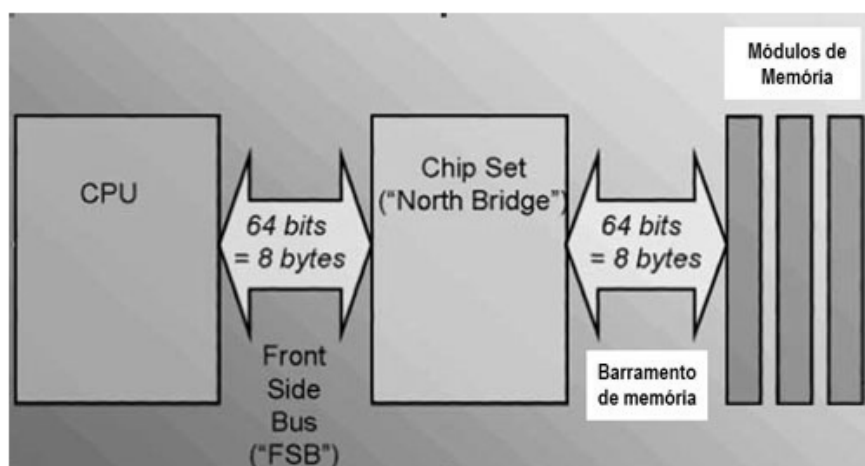 CPU
64 bits
= 8 bytes
Front
Side
Bus
("FSB")
Chip Set
("North Bridge")
64 bits
= 8 bytes
Barramento
de memória
Módulos de
Memória